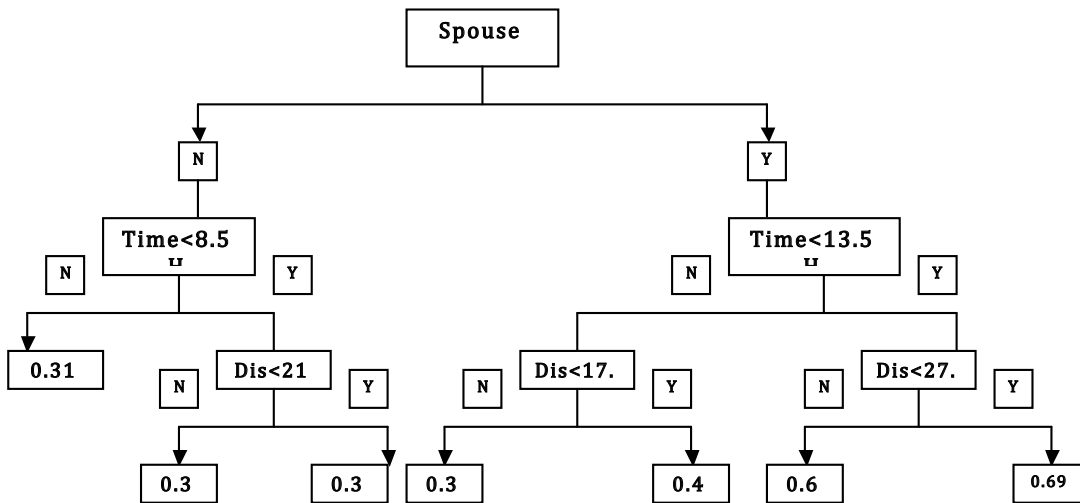 Spouse
N
Y
Time<8.5
Time<13.5
N
Y
N
Y
0.31
Dis<21
Dis<17.
Dis<27.
N
Y
N
Y
N
Y
0.3
0.3
0.3
0.4
0.6
0.69